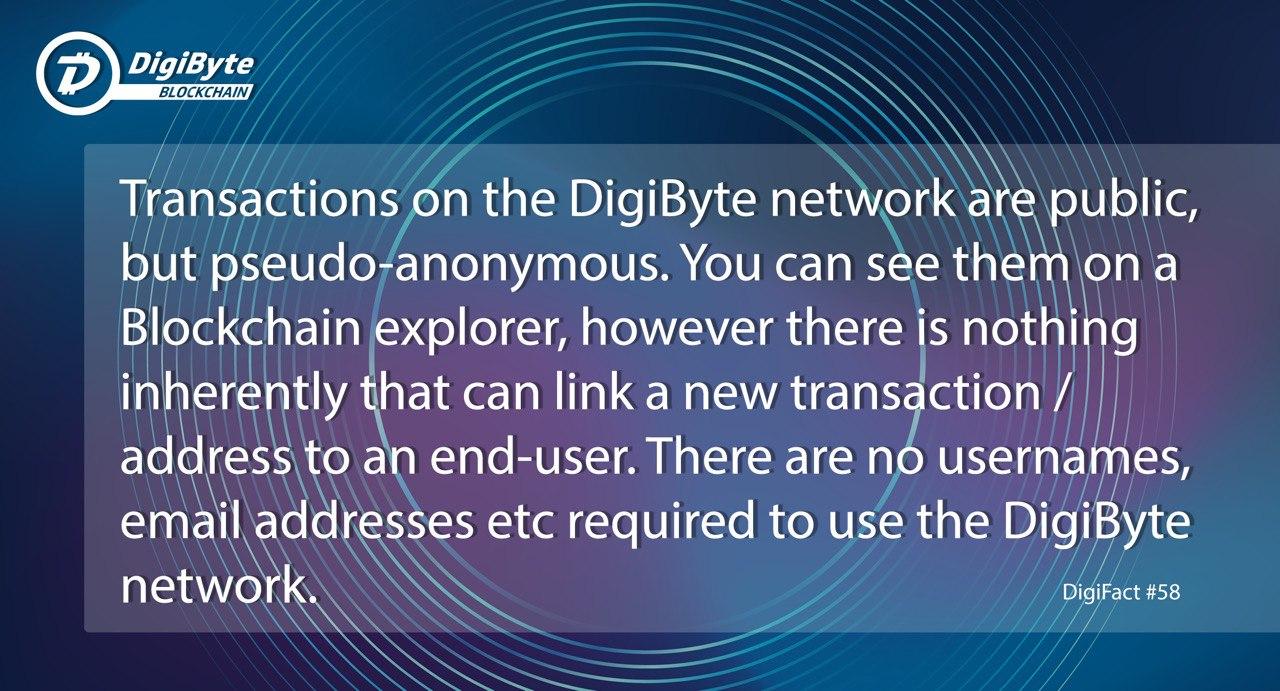 DigiByte
BLOCKCHAIN
Transactions on the DigiByte network are public,
but pseudo-anonymous. You can see them on a
Blockchain explorer, however there is nothing
inherently that can link a new transaction /
address to an end-user. There are no usernames,
email addresses etc required to use the DigiByte
network.
DigiFact #58